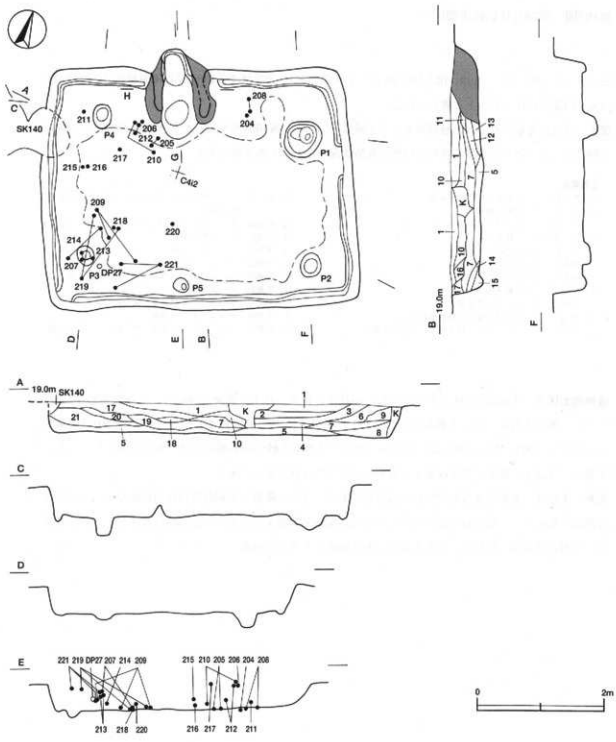 A
C
SK140
H
208
204
211
P4
206
212
205
217
210
G
P1
C4i2
215
216
209
218
220
214
213
207
P3
DP27
221
219
P5
P2
D
E
B
F
11
13
12
1
5
10
7
K
1
10
16
7
14
17
15
B
19.0m
F
A
19.0m
SK140
1
17
1
K
2
3
6
9
K
21
20
19
7
7
5
8
5
18
10
4
C
D
E
221 219 DP27 207 214 209
215 210 205 206 204 208
213
218
220
216
217
212
211
0
2m